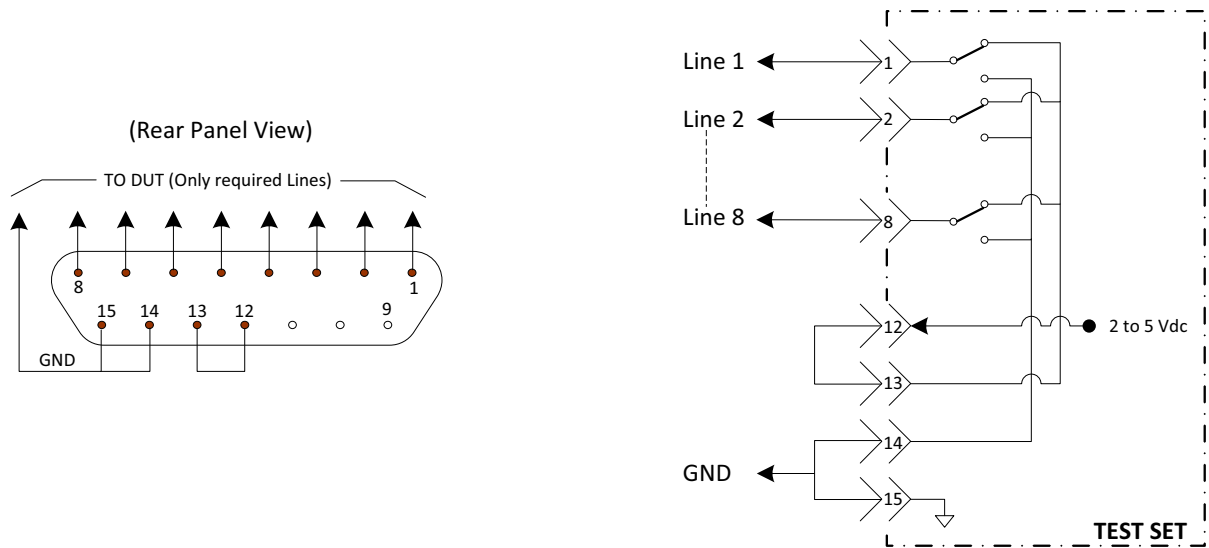 (Rear Panel View)
TO DUT (Only required Lines)
8
1
15 14 13 12 9
GND
Line 1
1
Line 2
2
Line 8
8
12
2 to 5 Vdc
13
14
GND
15
TEST SET